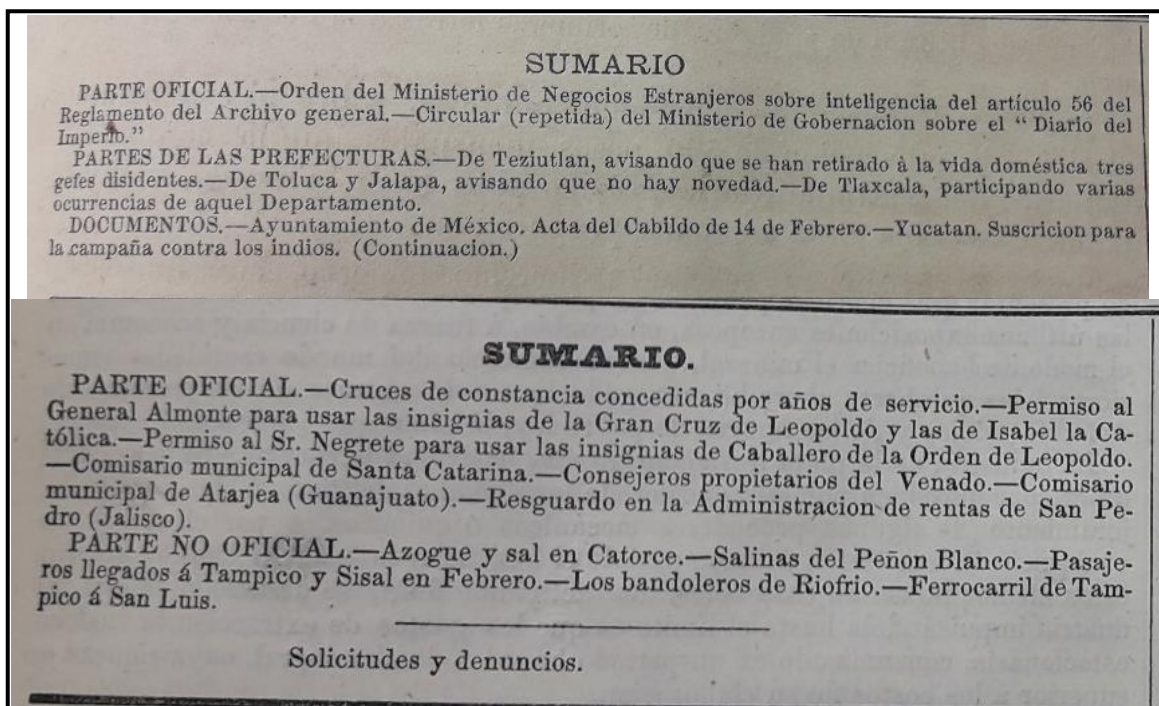 SUMARIO
PARTE OFICIAL.—Orden del Ministerio de Negocios Estranjeros sobre inteligencia del artículo 56 del
Reglamento del Archivo general.—Circular (repetida) del Ministerio de Gobernacion sobre el “ Diario del
Imperio.”
PARTES DE LAS PREFECTURAS.—De Teziutlan, avisando que se han retirado à la vida doméstica tres
gefes disidentes.—De Toluca y Jalapa, avisando que no hay novedad.—De Tlaxcala, participando varias
ocurrencias de aquel Departamento.
DOCUMENTOS.—Ayuntamiento de México. Acta del Cabildo de 14 de Febrero.—Yucatan. Suscricion para
la campaña contra los indios. (Continuacion.)
SUMARIO.
PARTE OFICIAL.—Cruces de constancia concedidas por años de servicio.—Permiso al
General Almonte para usar las insignias de la Gran Cruz de Leopoldo y las de Isabel la Ca-
tólica.—Permiso al Sr. Negrete para usar las insignias de Caballero de la Orden de Leopoldo.
—Comisario municipal de Santa Catarina.—Consejeros propietarios del Venado.—Comisario
municipal de Atarjea (Guanajuato).—Resguardo en la Administracion de rentas de San Pe-
dro (Jalisco).
PARTE NO OFICIAL.—Azogue y sal en Catorce.—Salinas del Peñon Blanco.—Pasaje-
ros llegados á Tampico y Sisal en Febrero.—Los bandoleros de Riofrio.—Ferrocarril de Tam-
pico á San Luis.
Solicitudes y denuncios.